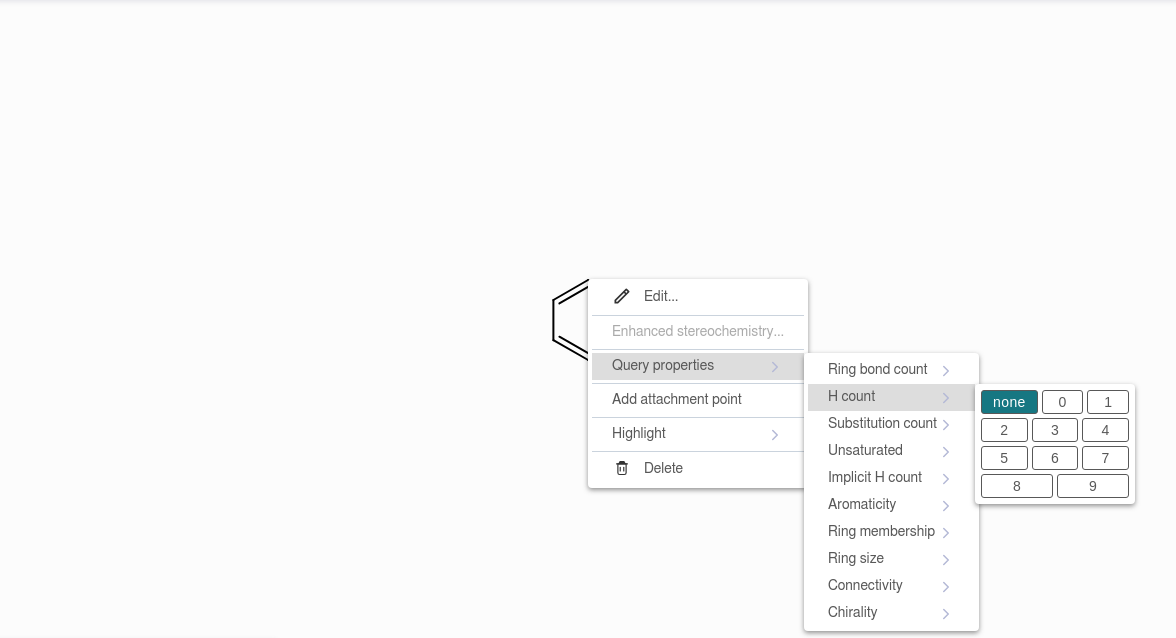 Edit...
Enhanced stereochemistry...
Query properties
Add attachment point
Highlight
Delete
Ring bond count
H count
Substitution count
Unsaturated
Implicit H count
Aromaticity
Ring membership
Ring size
Connectivity
Chirality
none 0 1
2 3 4
5 6 7
8 9